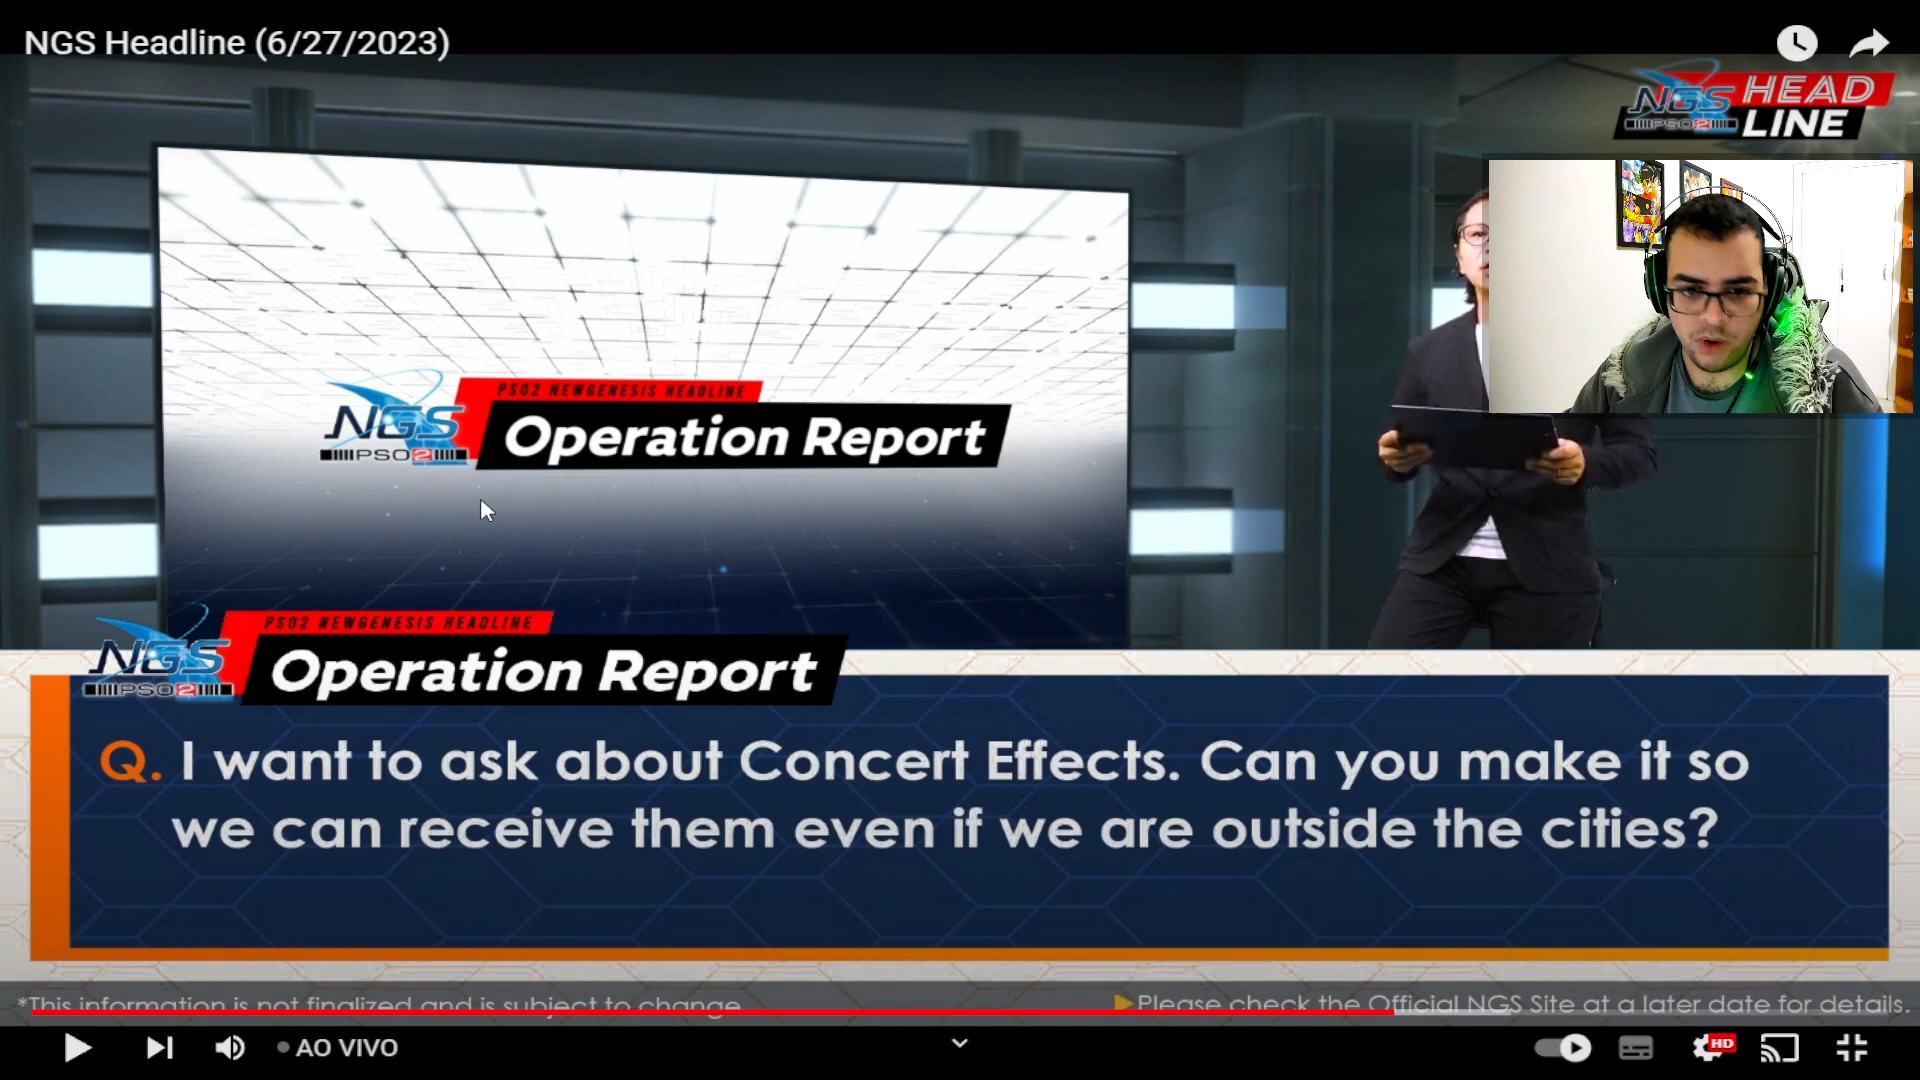 NGS Headline (6/27/2023)
NGS HEAD
PSO2 LINE
PSO2 NEWGENESIS HEADLINE
NGS Operation Report
PSO2
PSO2 NEWGENESIS HEADLINE
NGS Operation Report
PSO2
Q. I want to ask about Concert Effects. Can you make it so
we can receive them even if we are outside the cities?
*This information is not finalized and is subject to change
▶Please check the Official NGS Site at a later date for details.
AO VIVO
HD